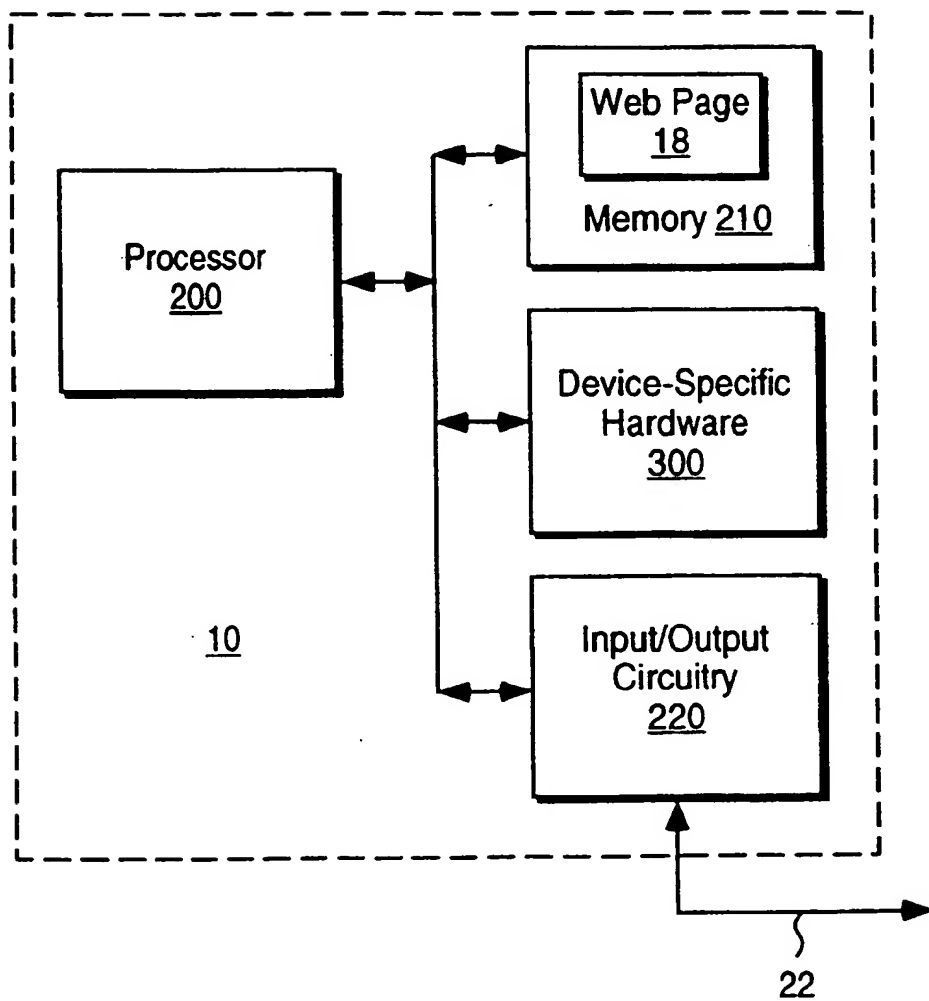 Web Page
18
Memory 210
Processor
200
Device-Specific
Hardware
300
10
Input/Output
Circuitry
220
22